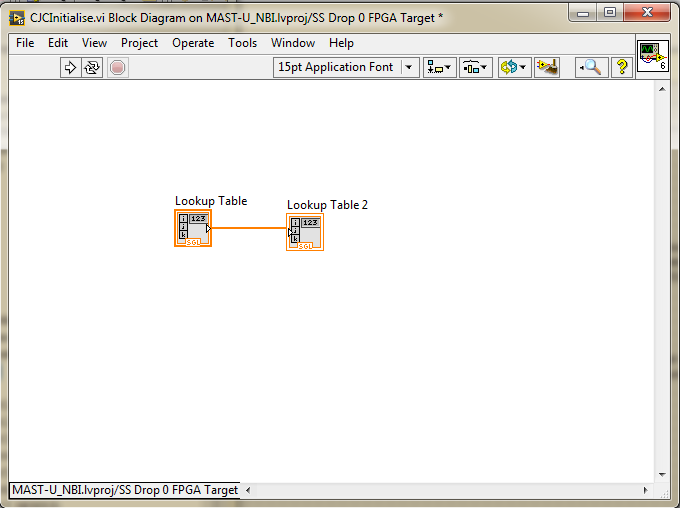 CJCInitialise.vi Block Diagram on MAST-U_NBI.lvproj/SS Drop 0 FPGA Target *
File Edit View Project Operate Tools Window Help
15pt Application Font
6
Lookup Table
Lookup Table 2
i 123
j
k
SGL
i 123
j
k
SGL
MAST-U_NBI.lvproj/SS Drop 0 FPGA Target